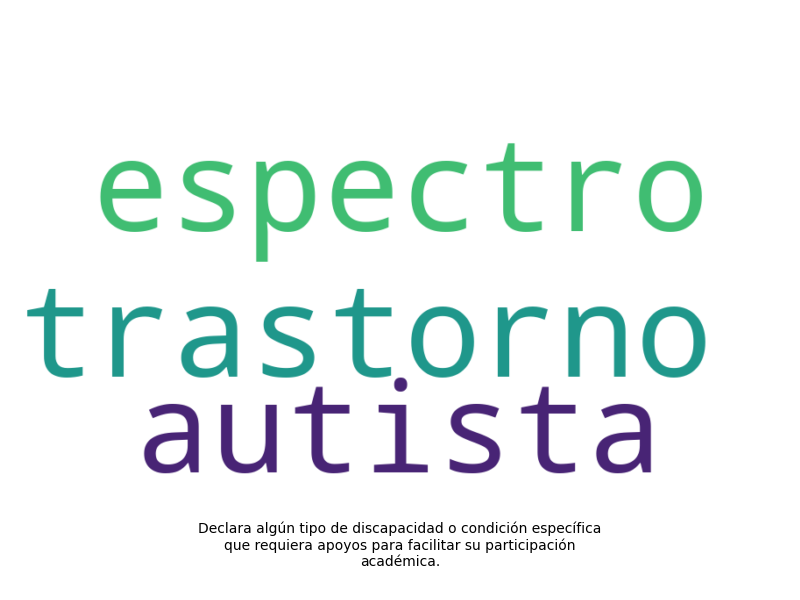 espectro
trastorno
autista
Declara algún tipo de discapacidad o condición específica
que requiera apoyos para facilitar su participación
académica.